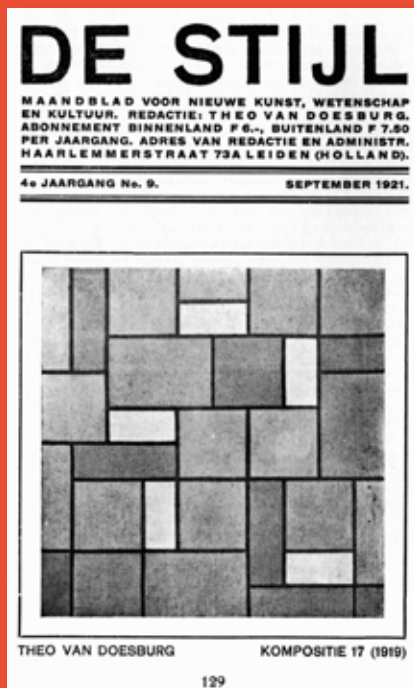 DE STIJL
MAANDBLAD VOOR NIEUWE KUNST, WETENSCHAP
EN KULTUUR. REDACTIE: THEO VAN DOESBURG.
ABONNEMENT BINNENLAND F 6.-, BUITENLAND F 7.50
PER JAARGANG. ADRES VAN REDACTIE EN ADMINISTR.
HAARLEMMERSTRAAT 73A LEIDEN (HOLLAND).
4e JAARGANG No. 9. SEPTEMBER 1921.
THEO VAN DOESBURG KOMPOSITIE 17 (1919)
129